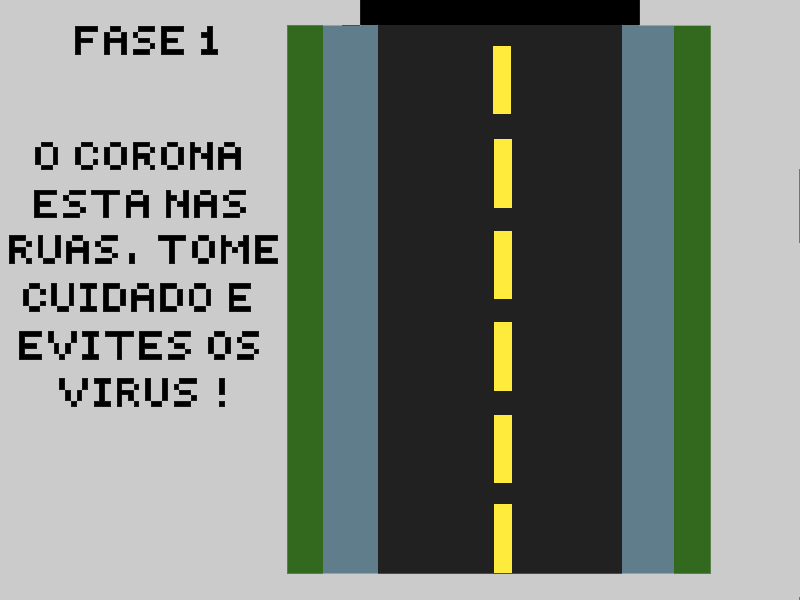 FASE 1
O CORONA
ESTA NAS
RUAS. TOME
CUIDADO E
EVITES OS
VIRUS !